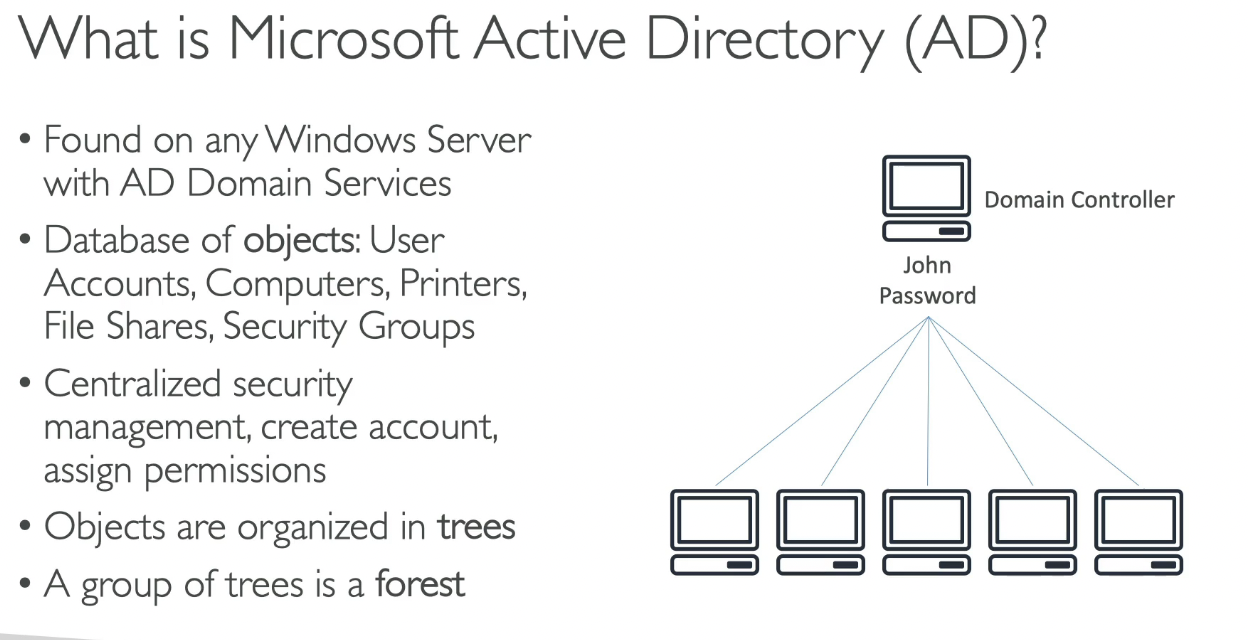 What is Microsoft Active Directory (AD)?
• Found on any Windows Server
with AD Domain Services
• Database of objects: User
Accounts, Computers, Printers,
File Shares, Security Groups
• Centralized security
management, create account,
assign permissions
• Objects are organized in trees
• A group of trees is a forest
Domain Controller
John
Password